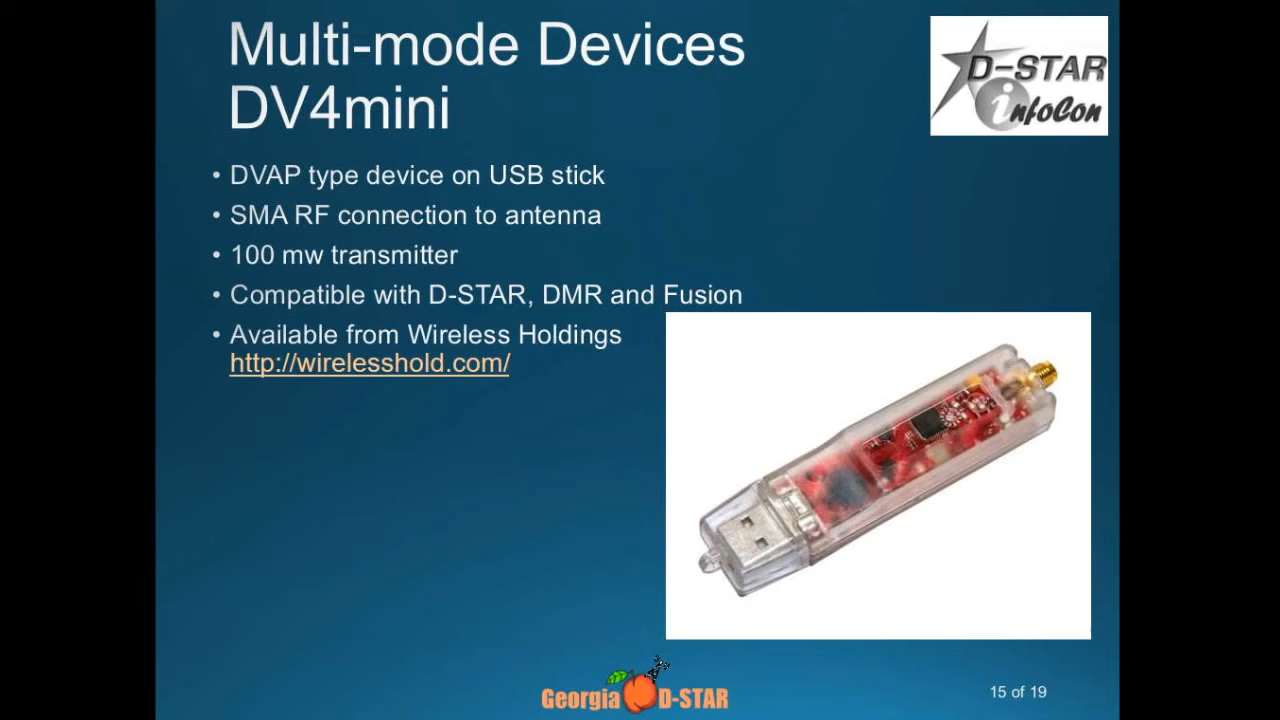 Multi-mode Devices
DV4mini
D-STAR
infoCon
• DVAP type device on USB stick
• SMA RF connection to antenna
• 100 mw transmitter
• Compatible with D-STAR, DMR and Fusion
• Available from Wireless Holdings
http://wirelesshold.com/
Georgia D-STAR
15 of 19